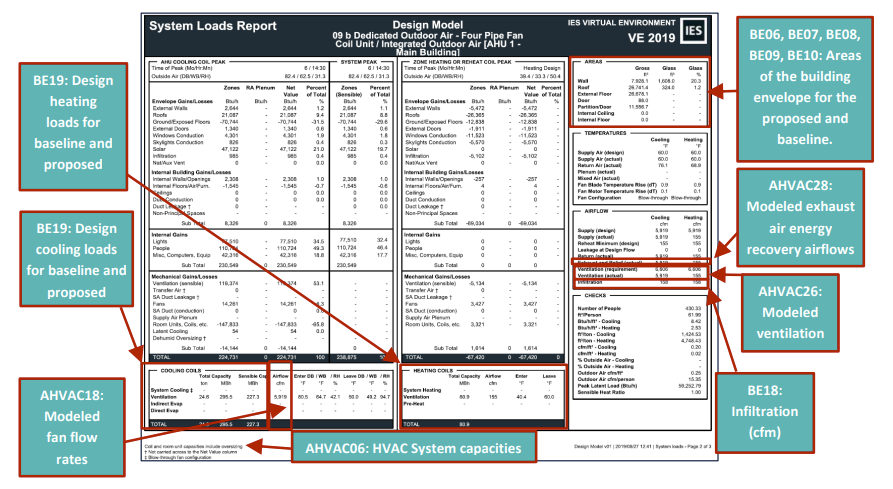 System Loads Report
Design Model
09 b Dedicated Outdoor Air - Four Pipe Fan
Coil Unit / Integrated Outdoor Air [AHU 1 -
Main Building]
IES VIRTUAL ENVIRONMENT
VE 2019
IES
BE19: Design
heating
loads for
baseline and
proposed
BE19: Design
cooling loads
for baseline and
proposed
AHVAC18:
Modeled
fan flow
rates
AHU COOLING COIL PEAK
Time of Peak (Mo/Hr:Mn) 6 / 14:30
Outside Air (DB/WB/RH) 82.4 / 62.5 / 31.3
SYSTEM PEAK
6 / 14:30
82.4 / 62.5 / 31.3
Zones RA Plenum Net Value Percent of Total Zones (Sensible) Percent of Total
Envelope Gains/Losses Btu/h Btu/h Btu/h % Btu/h %
External Walls 2,644 - 2,644 1.2 2,644 1.1
Roofs 21,087 - 21,087 9.4 21,087 8.8
Ground/Exposed Floors -70,744 - -70,744 -31.5 -70,744 -29.6
External Doors 1,340 - 1,340 0.6 1,340 0.6
Windows Conduction 4,301 - 4,301 1.9 4,301 1.8
Skylights Conduction 826 - 826 0.4 826 0.3
Solar 47,122 - 47,122 21.0 47,122 19.7
Infiltration 985 - 985 0.4 985 0.4
Nat/Aux Vent 0 - 0 0.0 0 0.0
Internal Building Gains/Losses
Internal Walls/Openings 2,308 - 2,308 1.0 2,308 1.0
Internal Floors/Air/Furn. -1,545 - -1,545 -0.7 -1,545 -0.6
Ceilings 0 - 0 0.0 0 0.0
Duct Conduction 0 - 0 0.0 0 0.0
Duct Leakage †
Non-Principal Spaces
Sub Total 8,326 0 8,326
Internal Gains
Lights 77,510 77,510 34.5 77,510 32.4
People 110,724 110,724 49.3 110,724 46.4
Misc, Computers, Equip 42,316 42,316 18.8 42,316 17.7
Sub Total 230,549 - 230,549
Mechanical Gains/Losses
Ventilation (sensible) 119,374 - 119,374 53.1
Transfer Air †
SA Duct Leakage †
Fans 14,261 - 14,261
SA Duct (conduction) 0 - 0 0.0
Supply Air Plenum
Room Units, Coils, etc. -147,833 - -147,833 -65.8
Latent Cooling 54 54 0.0
Dehumid Oversizing †
Sub Total -14,144 0 -14,144
TOTAL 224,731 0 224,731 100 238,875
ZONE HEATING OR REHEAT COIL PEAK
Time of Peak (Mo/Hr:Mn) Heating Design
Outside Air (DB/WB/RH) 39.4 / 33.3 / 50.4
Zones RA Plenum Net Value Percent of Total
Envelope Gains/Losses Btu/h Btu/h Btu/h %
External Walls -5,472 - -5,472 -
Roofs -26,365 - -26,365 -
Ground/Exposed Floors -12,838 - -12,838 -
External Doors -1,911 - -1,911 -
Windows Conduction -11,523 - -11,523 -
Skylights Conduction -5,570 - -5,570 -
Solar 0 - 0 -
Infiltration -5,102 - -5,102 -
Nat/Aux Vent 0 - 0 -
Internal Building Gains/Losses
Internal Walls/Openings -257 - -257 -
Internal Floors/Air/Furn. 4 - 4 -
Ceilings 0 - 0 -
Duct Conduction 0 - 0 -
Duct Leakage †
Non-Principal Spaces
Sub Total -69,034 0 -69,034
Internal Gains
Lights 0 - 0 -
People 0 - 0 -
Misc, Computers, Equip 0 - 0 -
Sub Total 0 - 0
Mechanical Gains/Losses
Ventilation (sensible) -5,134 - -5,134 -
Transfer Air †
SA Duct Leakage †
Fans 3,427 - 3,427 -
SA Duct (conduction)
Supply Air Plenum
Room Units, Coils, etc. 3,321 - 3,321 -
Sub Total 1,614 0 1,614
TOTAL -67,420 0 -67,420 0
COOLING COILS
Total Capacity Sensible Cap Airflow Enter DB / WB / RH Leave DB / WB / RH
ton MBh MBh cfm °F °F % °F °F %
System Cooling ‡
Ventilation 24.6 295.5 227.3 5,919 80.5 64.7 42.1 50.0 49.2 94.7
Indirect Evap
Direct Evap
TOTAL 295.5 227.3
HEATING COILS
Total Capacity Airflow Enter Leave
MBh cfm °F °F
System Heating
Ventilation 80.9 155 40.4 60.0
Pre-Heat
TOTAL 83.9
AREAS
Gross Glass Glass
ft² ft² %
Wall 7,928.1 1,608.0 20.3
Roof 26,741.4 324.0 1.2
External Floor 26,678.1 - -
Door 88.0 - -
Partition/Door 11,556.7 - -
Internal Ceiling 0.0 - -
Internal Floor 0.0 - -
TEMPERATURES
Cooling Heating
°F °F
Supply Air (design) 60.0 60.0
Supply Air (actual) 60.0 60.0
Return Air (actual) 76.1 68.9
Plenum (actual) - -
Mixed Air (actual) - -
Fan Blade Temperature Rise (dT) 0.9 0.9
Fan Motor Temperature Rise (dT) 0.1 0.1
Fan Configuration Blow-through Blow-through
AIRFLOW
Cooling Heating
cfm cfm
Supply (design) 5,919 5,919
Supply (actual) 5,919 155
Reheat Minimum (design) 155 155
Leakage at Design Flow 0 0
Return (actual) 5,919 155
Ventilation (requirement) 6,606 6,606
Ventilation (actual) 5,919 155
Infiltration 158 158
CHECKS
Number of People 430.33
ft²/Person 61.99
Btu/h/ft² - Cooling 8.42
Btu/h/ft² - Heating 2.53
ft²/ton - Cooling 1,424.53
ft²/ton - Heating 4,748.43
cfm/ft² - Cooling 0.20
cfm/ft² - Heating 0.02
% Outside Air - Cooling -
% Outside Air - Heating -
Outdoor Air cfm/ft² 0.25
Outdoor Air cfm/person 15.35
Peak Latent Load (Btu/h) 59,252.79
Sensible Heat Ratio 1.00
BE06, BE07, BE08,
BE09, BE10: Areas
of the building
envelope for the
proposed and
baseline.
AHVAC28:
Modeled exhaust
air energy
recovery airflows
AHVAC26:
Modeled
ventilation
BE18:
Infiltration
(cfm)
AHVAC06: HVAC System capacities
Coil and room unit capacities include oversizing
† Not carried across to the Net Value column
‡ Blow-through fan configuration
Design Model v01 | 2019/08/27 12:41 | System loads - Page 2 of 3